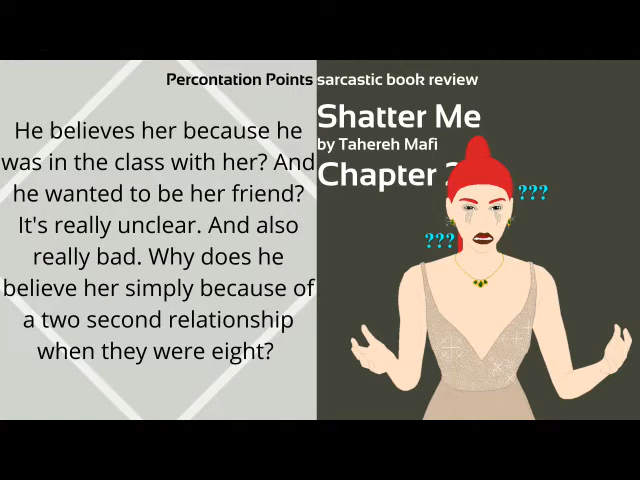 Percontation Points sarcastic book review
Shatter Me
by Tahereh Mafi
Chapter
He believes her because he
was in the class with her? And
he wanted to be her friend?
It's really unclear. And also
really bad. Why does he
believe her simply because of
a two second relationship
when they were eight?
???
???